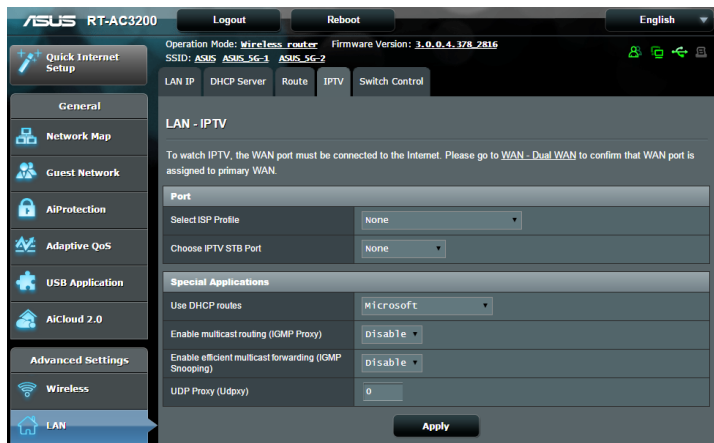 ASUS RT-AC3200 Logout Reboot English
Quick Internet Setup
Operation Mode: Wireless router Firmware Version: 3.0.0.4.378_2816
SSID: ASUS ASUS_5G-1 ASUS_5G-2
LAN IP DHCP Server Route IPTV Switch Control
General
Network Map
Guest Network
AiProtection
Adaptive QoS
USB Application
AiCloud 2.0
Advanced Settings
Wireless
LAN
LAN - IPTV
To watch IPTV, the WAN port must be connected to the Internet. Please go to WAN - Dual WAN to confirm that WAN port is
assigned to primary WAN.
Port
Select ISP Profile None
Choose IPTV STB Port None
Special Applications
Use DHCP routes Microsoft
Enable multicast routing (IGMP Proxy) Disable
Enable efficient multicast forwarding (IGMP
Snooping) Disable
UDP Proxy (Udpxy) 0
Apply